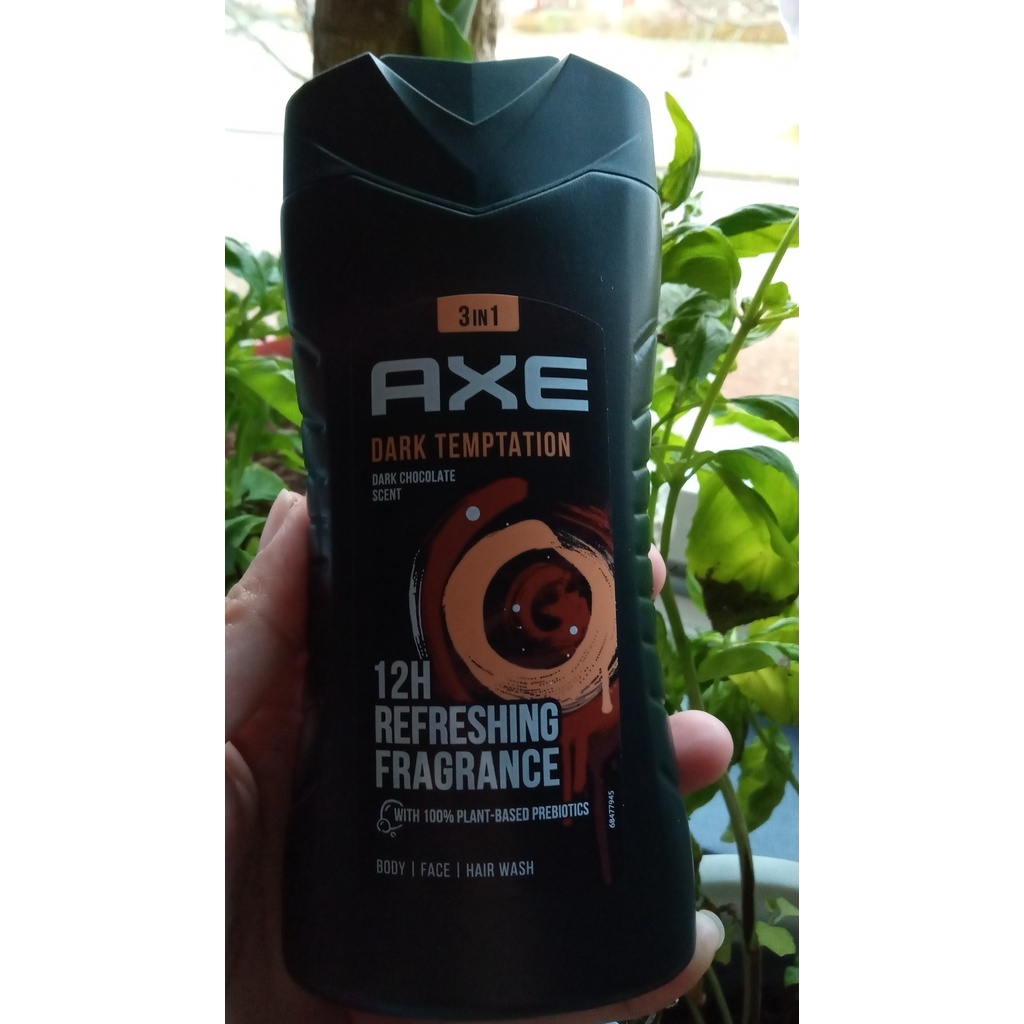 3 IN 1
AXE
DARK TEMPTATION
DARK CHOCOLATE
SCENT
12H
REFRESHING
FRAGRANCE
WITH 100% PLANT-BASED PREBIOTICS
68477945
BODY | FACE | HAIR WASH